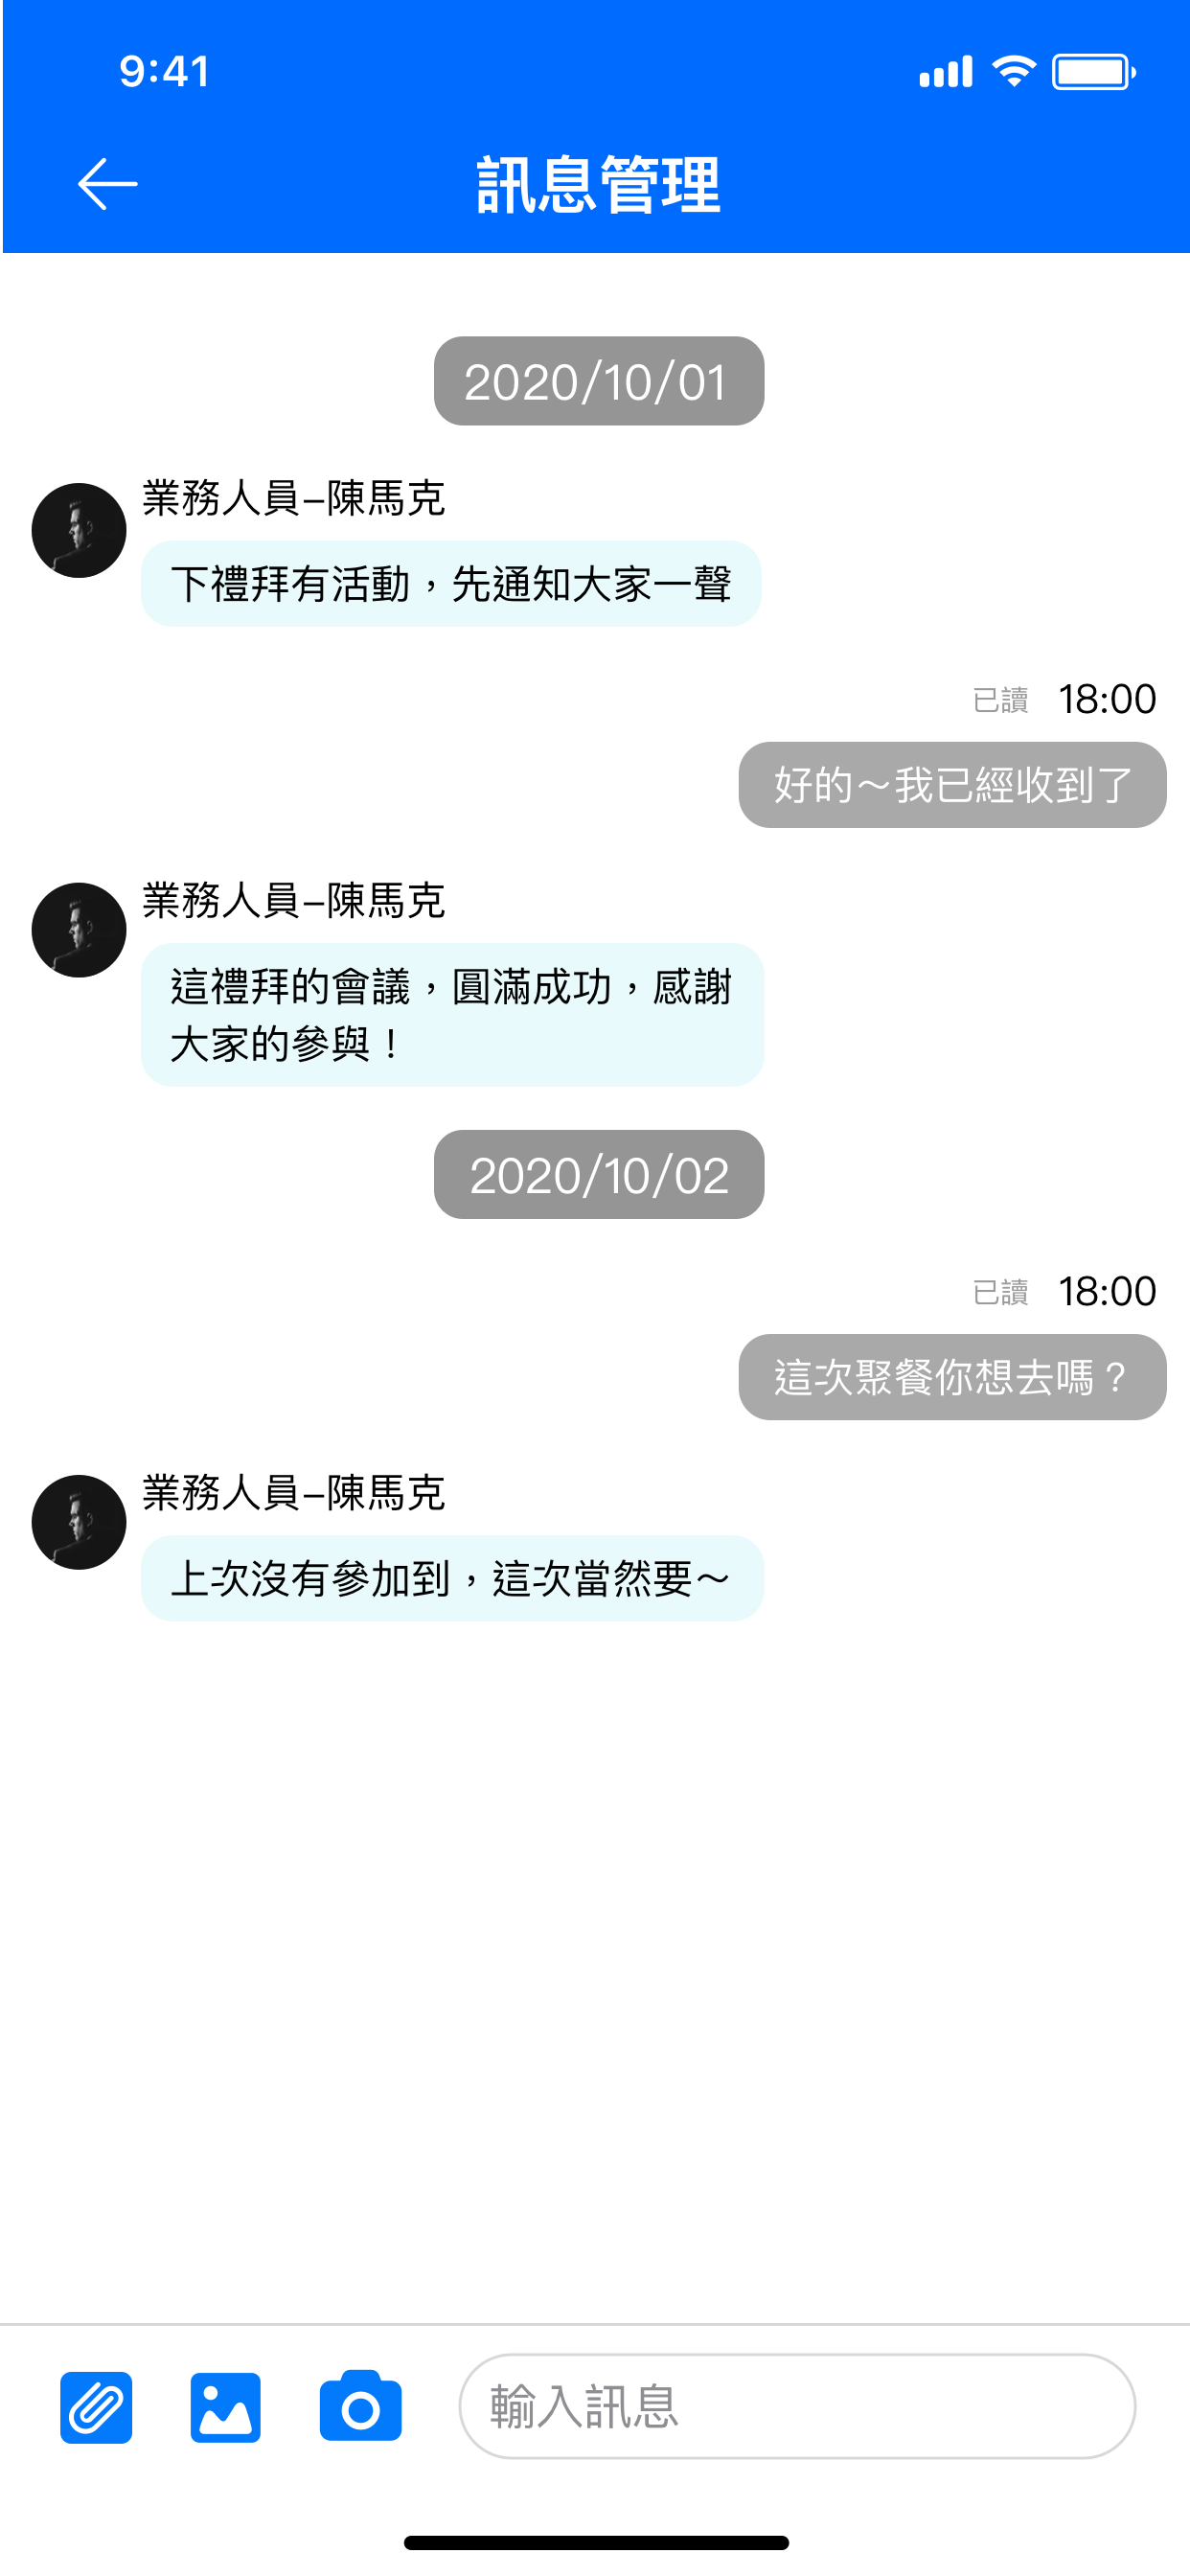 9:41
訊息管理
2020/10/01
業務人員–陳馬克
下禮拜有活動，先通知大家一聲
已讀 18:00
好的～我已經收到了
業務人員–陳馬克
這禮拜的會議，圓滿成功，感謝
大家的參與！
2020/10/02
已讀 18:00
這次聚餐你想去嗎？
業務人員–陳馬克
上次沒有參加到，這次當然要～
輸入訊息